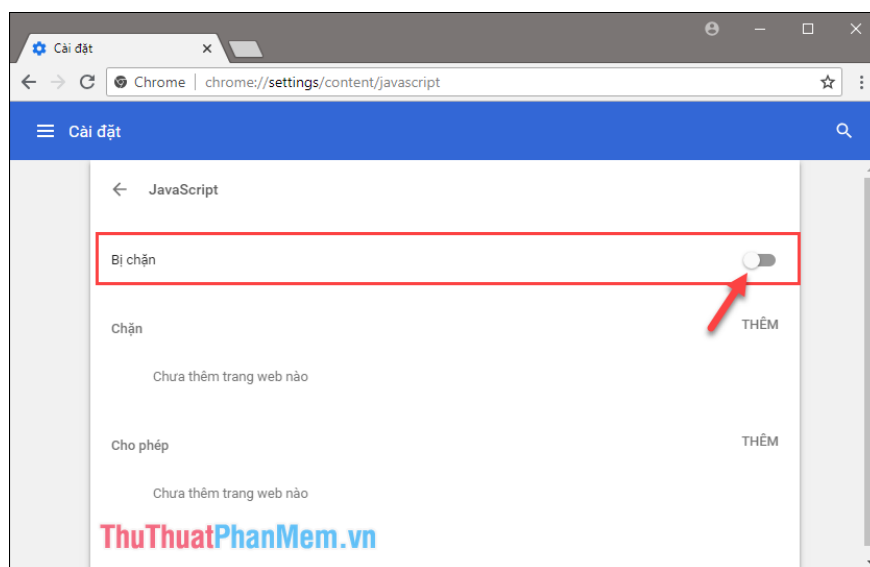 Cài đặt
Chrome | chrome://settings/content/javascript
Cài đặt
JavaScript
Bị chặn
Chặn THÊM
Chưa thêm trang web nào
Cho phép THÊM
Chưa thêm trang web nào
ThuThuatPhanMem.vn